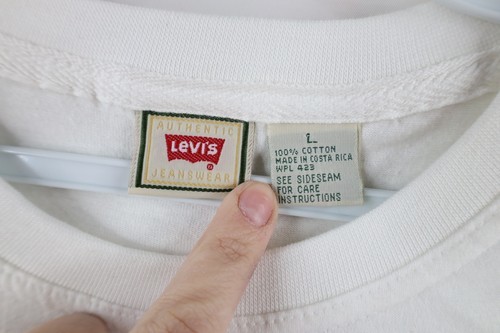 AUTHENTIC
LEVI'S
JEANSWEAR
L
100% COTTON
MADE IN COSTA RICA
WPL 423
SEE SIDESEAM
FOR CARE
INSTRUCTIONS